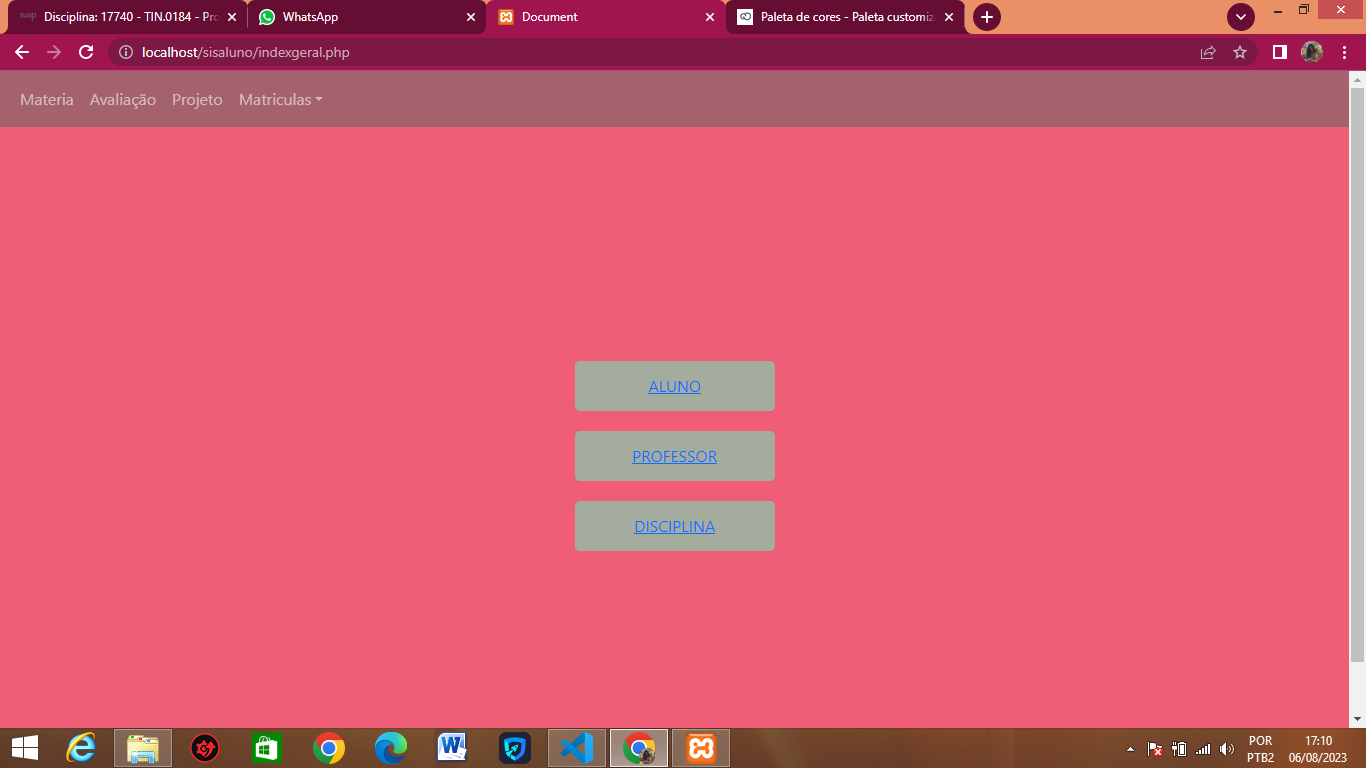 Disciplina: 17740 - TIN.0184 - Pro
WhatsApp
Document
Paleta de cores - Paleta customiz
localhost/sisaluno/indexgeral.php
Materia Avaliação Projeto Matriculas
ALUNO
PROFESSOR
DISCIPLINA
POR 17:10
PTB2 06/08/2023